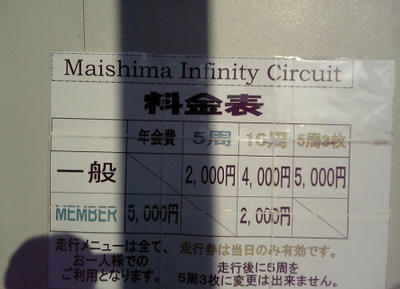 Maishima Infinity Circuit
料金表
年会費 5周 10周 5周3枚
一般 2,000円 4,000円 5,000円
MEMBER 5,000円 2,000円
走行メニューは全て、 走行券は当日のみ有効です。
お一人様での 走行後に5周を
ご利用となります。 5周3枚に変更は出来ません。